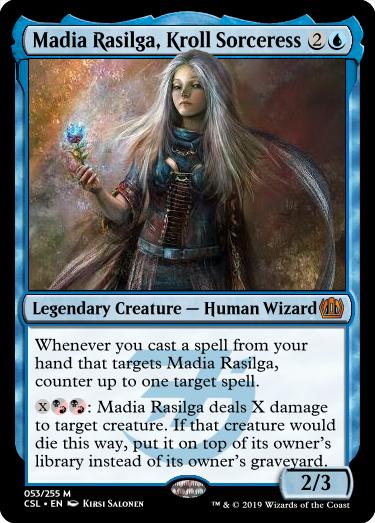 Madia Rasilga, Kroll Sorceress 2
Legendary Creature — Human Wizard
Whenever you cast a spell from your
hand that targets Madia Rasilga,
counter up to one target spell.
X: Madia Rasilga deals X damage
to target creature. If that creature would
die this way, put it on top of its owner's
library instead of its owner's graveyard.
053/255 M
CSL • EN Kirsi Salonen
™ & © 2019 Wizards of the Coast
2/3